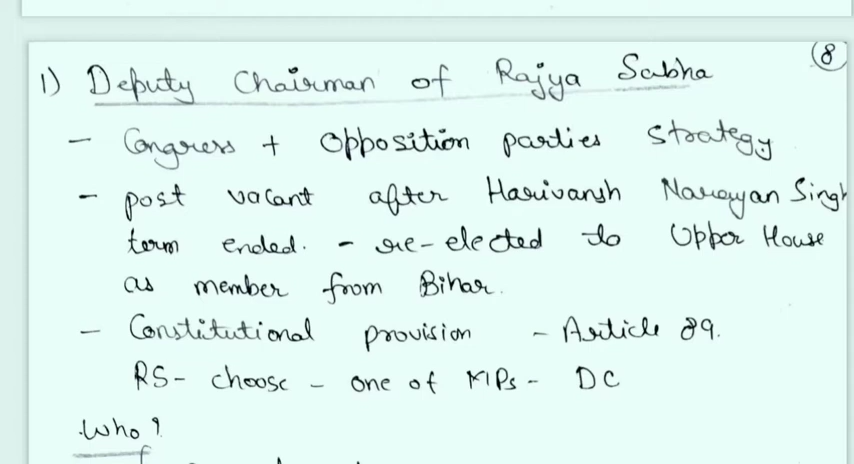 8
1) Deputy Chairman of Rajya Sabha
- Congress + Opposition parties strategy
- post vacant after Harivansh Narayan Singh
term ended. - re-elected to Upper House
as member from Bihar.
- Constitutional provision - Article 89.
RS - choose - one of MPs - DC
Who?